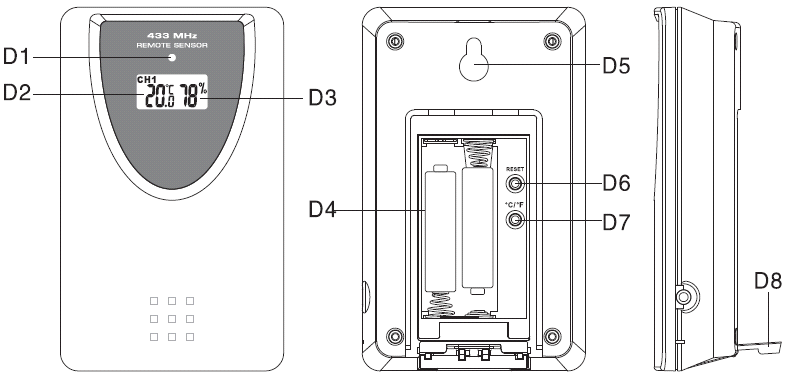 433 MHz
REMOTE SENSOR
D1
CH1
D2
20.0 °C 78%
D3
D4
RESET
°C/°F
D5
D6
D7
D8